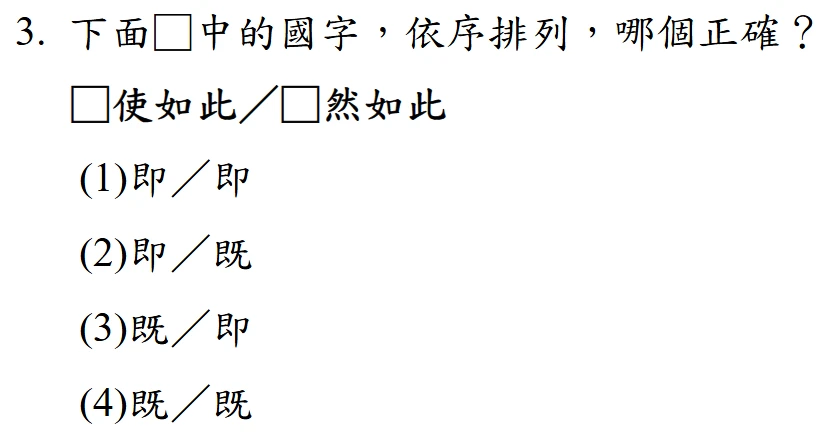 3. 下面□中的國字，依序排列，哪個正確？
□使如此／□然如此
(1)即／即
(2)即／既
(3)既／即
(4)既／既